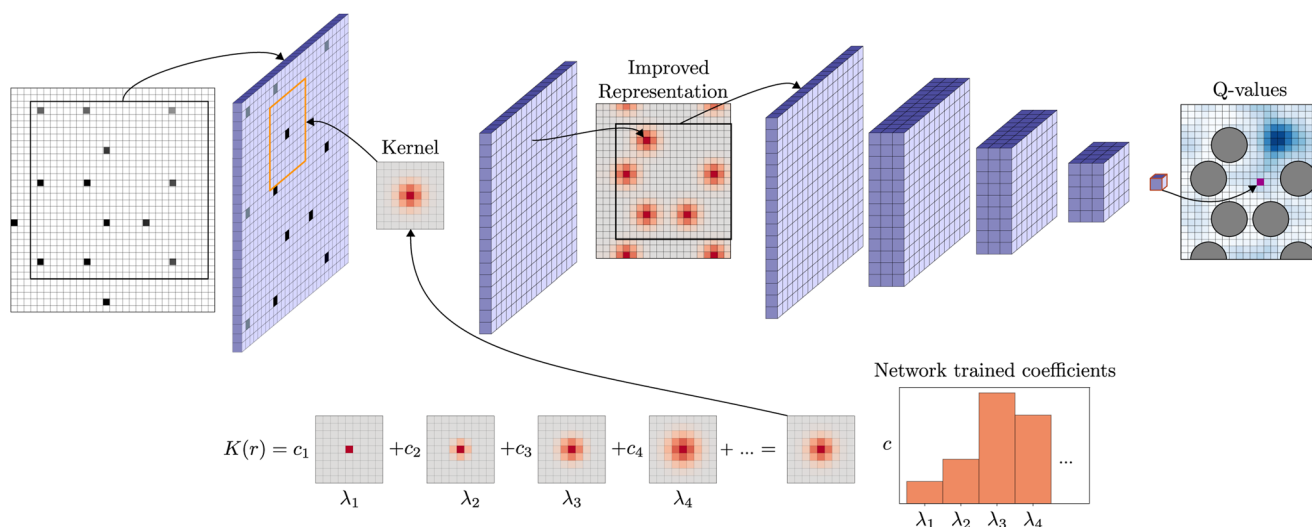 Improved
Representation
Q-values
Kernel
Network trained coefficients
K(r) = c₁ +c₂ +c₃ +c₄ + ... =
λ₁ λ₂ λ₃ λ₄
c
...
λ₁ λ₂ λ₃ λ₄